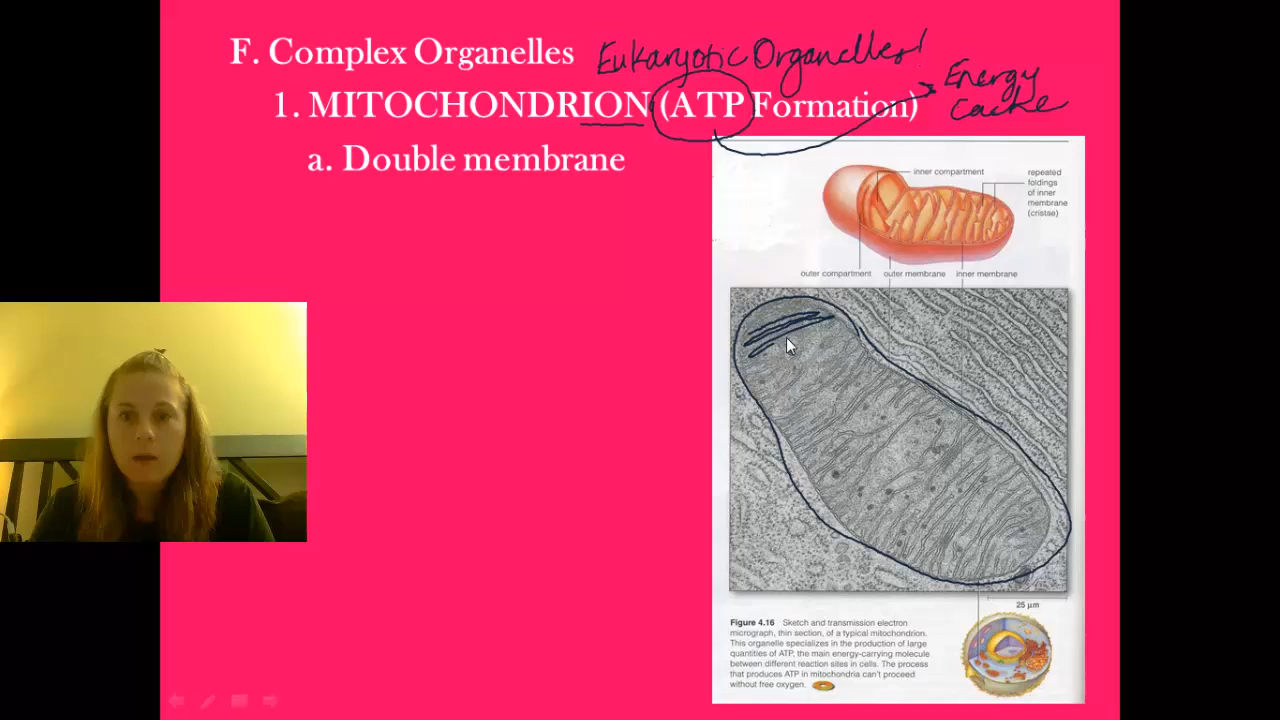 F. Complex Organelles
Eukaryotic Organelles!
1. MITOCHONDRION (ATP Formation)
Energy
cache
a. Double membrane
inner compartment
repeated
foldings
of inner
membrane
(cristae)
outer compartment
outer membrane
inner membrane
25 µm
Figure 4.16 Sketch and transmission electron
micrograph, thin section, of a typical mitochondrion.
This organelle specializes in the production of large
quantities of ATP, the main energy-carrying molecule
between different reaction sites in cells. The process
that produces ATP in mitochondria can't proceed
without free oxygen.